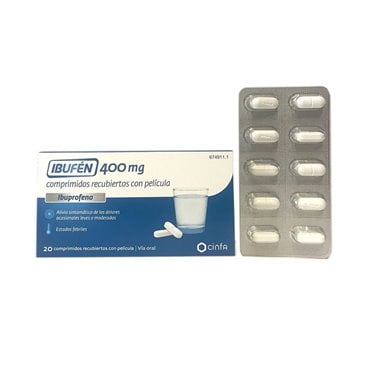 674911.1
IBUFÉN 400 mg
comprimidos recubiertos con película
Ibuprofeno
Alivio sintomático de los dolores
ocasionales leves o moderados
Estados febriles
20 comprimidos recubiertos con película | Vía oral
cinfa